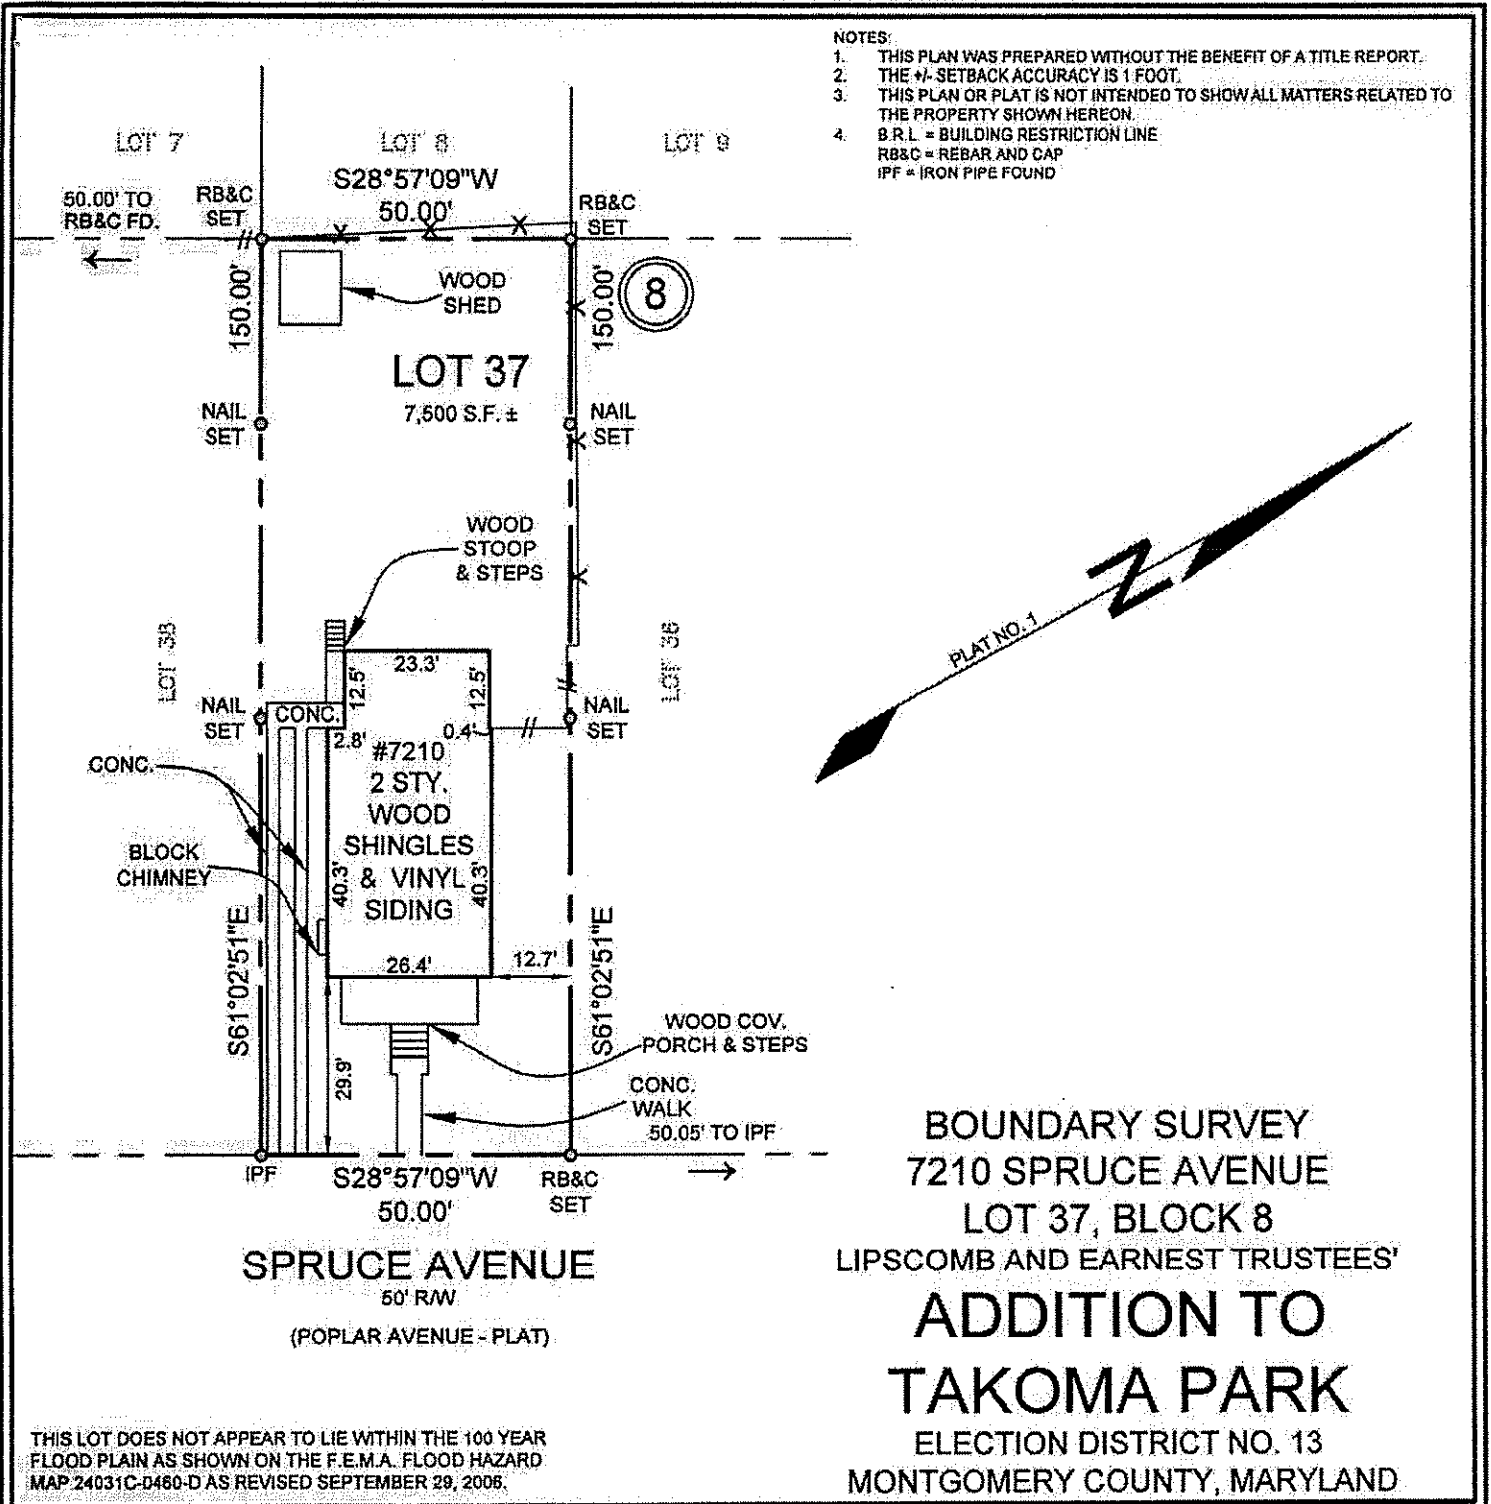 NOTES:
1. THIS PLAN WAS PREPARED WITHOUT THE BENEFIT OF A TITLE REPORT.
2. THE +/- SETBACK ACCURACY IS 1 FOOT.
3. THIS PLAN OR PLAT IS NOT INTENDED TO SHOW ALL MATTERS RELATED TO
THE PROPERTY SHOWN HEREON.
4. B.R.L. = BUILDING RESTRICTION LINE
RB&C = REBAR AND CAP
IPF = IRON PIPE FOUND
LOT 7
LOT 8
LOT 9
S28°57'09"W
50.00'
50.00' TO
RB&C FD.
RB&C
SET
RB&C
SET
150.00'
WOOD
SHED
150.00'
8
LOT 37
7,500 S.F. ±
NAIL
SET
NAIL
SET
WOOD
STOOP
& STEPS
LOT 38
LOT 36
23.3'
12.5'
12.5'
NAIL
SET
CONC.
NAIL
SET
2.8'
0.4'
#7210
2 STY.
WOOD
SHINGLES
& VINYL
SIDING
CONC.
BLOCK
CHIMNEY
40.3'
40.3'
26.4'
12.7'
S61°02'51"E
S61°02'51"E
WOOD COV.
PORCH & STEPS
29.9'
CONC.
WALK
50.05' TO IPF
IPF
S28°57'09"W
50.00'
RB&C
SET
SPRUCE AVENUE
50' R/W
(POPLAR AVENUE - PLAT)
N
PLAT NO. 1
BOUNDARY SURVEY
7210 SPRUCE AVENUE
LOT 37, BLOCK 8
LIPSCOMB AND EARNEST TRUSTEES'
ADDITION TO
TAKOMA PARK
ELECTION DISTRICT NO. 13
MONTGOMERY COUNTY, MARYLAND
THIS LOT DOES NOT APPEAR TO LIE WITHIN THE 100 YEAR
FLOOD PLAIN AS SHOWN ON THE F.E.M.A. FLOOD HAZARD
MAP 24031C-0460-D AS REVISED SEPTEMBER 29, 2006.